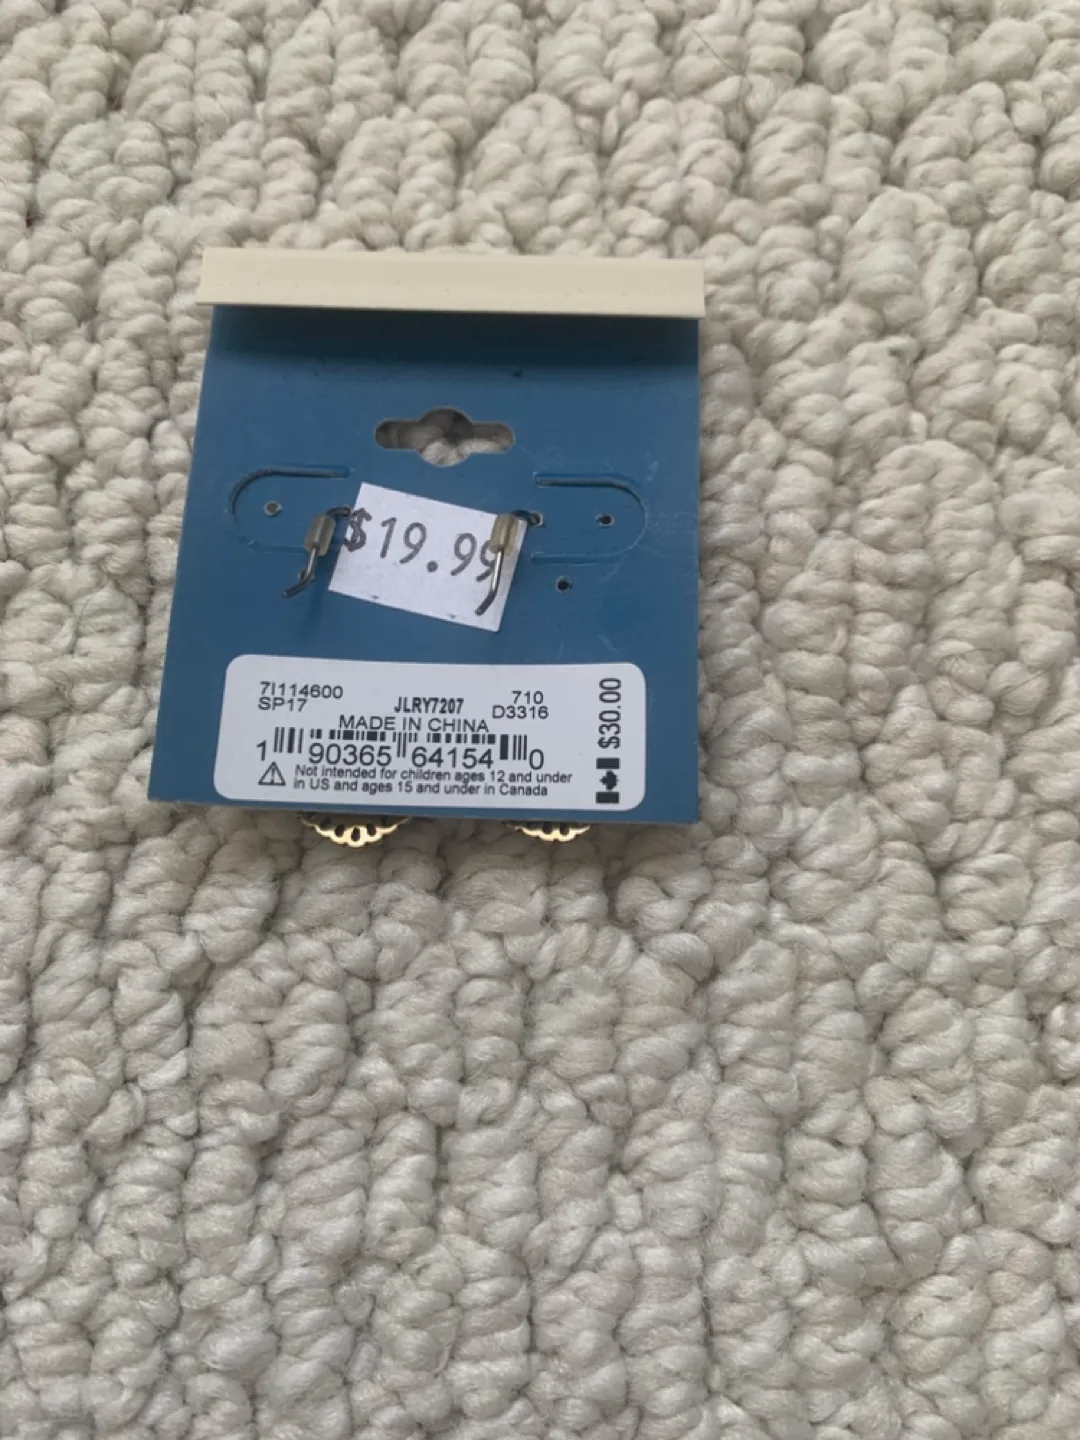 $19.99
7I114600
SP17
JLRY7207
710
D3316
MADE IN CHINA
1 90365 64154 0
Not intended for children ages 12 and under
in US and ages 15 and under in Canada
$30.00